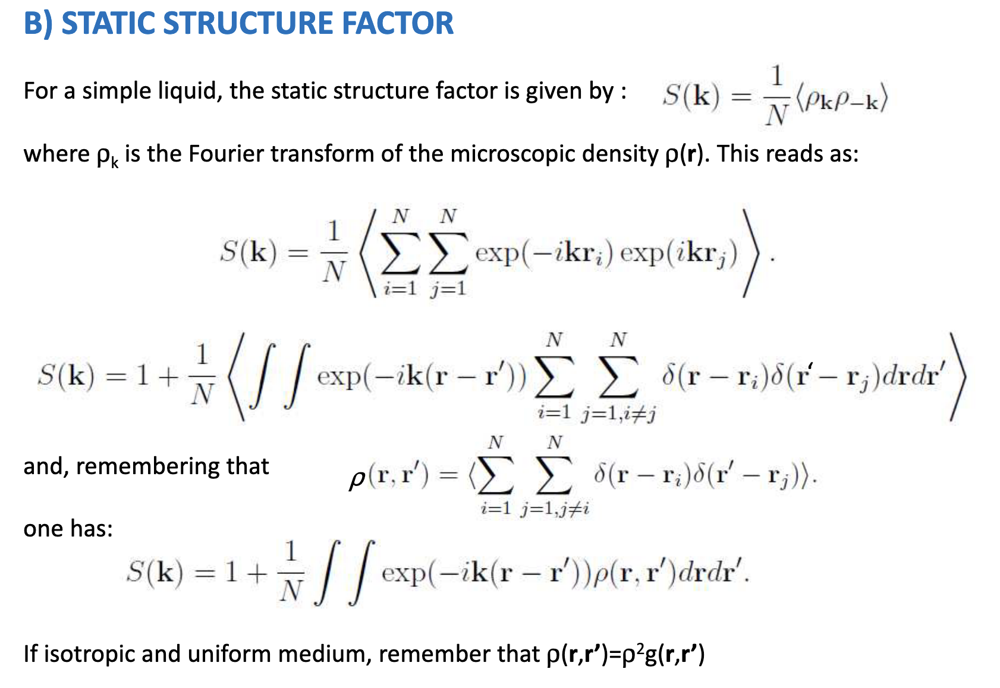 B) STATIC STRUCTURE FACTOR
For a simple liquid, the static structure factor is given by : $S(\mathbf{k}) = \frac{1}{N} \langle \rho_{\mathbf{k}} \rho_{-\mathbf{k}} \rangle$
where ρ_k is the Fourier transform of the microscopic density ρ(**r**). This reads as:
$S(\mathbf{k}) = \frac{1}{N} \left\langle \sum_{i=1}^{N} \sum_{j=1}^{N} \exp(-i\mathbf{k}\mathbf{r}_i) \exp(i\mathbf{k}\mathbf{r}_j) \right\rangle .$
$S(\mathbf{k}) = 1 + \frac{1}{N} \left\langle \int \int \exp(-i\mathbf{k}(\mathbf{r} - \mathbf{r}')) \sum_{i=1}^{N} \sum_{j=1, i \neq j}^{N} \delta(\mathbf{r} - \mathbf{r}_i) \delta(\mathbf{r}' - \mathbf{r}_j) d\mathbf{r} d\mathbf{r}' \right\rangle$
and, remembering that $\rho(\mathbf{r}, \mathbf{r}') = \langle \sum_{i=1}^{N} \sum_{j=1, j \neq i}^{N} \delta(\mathbf{r} - \mathbf{r}_i) \delta(\mathbf{r}' - \mathbf{r}_j) \rangle .$
one has:
$S(\mathbf{k}) = 1 + \frac{1}{N} \int \int \exp(-i\mathbf{k}(\mathbf{r} - \mathbf{r}')) \rho(\mathbf{r}, \mathbf{r}') d\mathbf{r} d\mathbf{r}' .$
If isotropic and uniform medium, remember that ρ(**r**,**r'**)=ρ²g(**r**,**r'**)